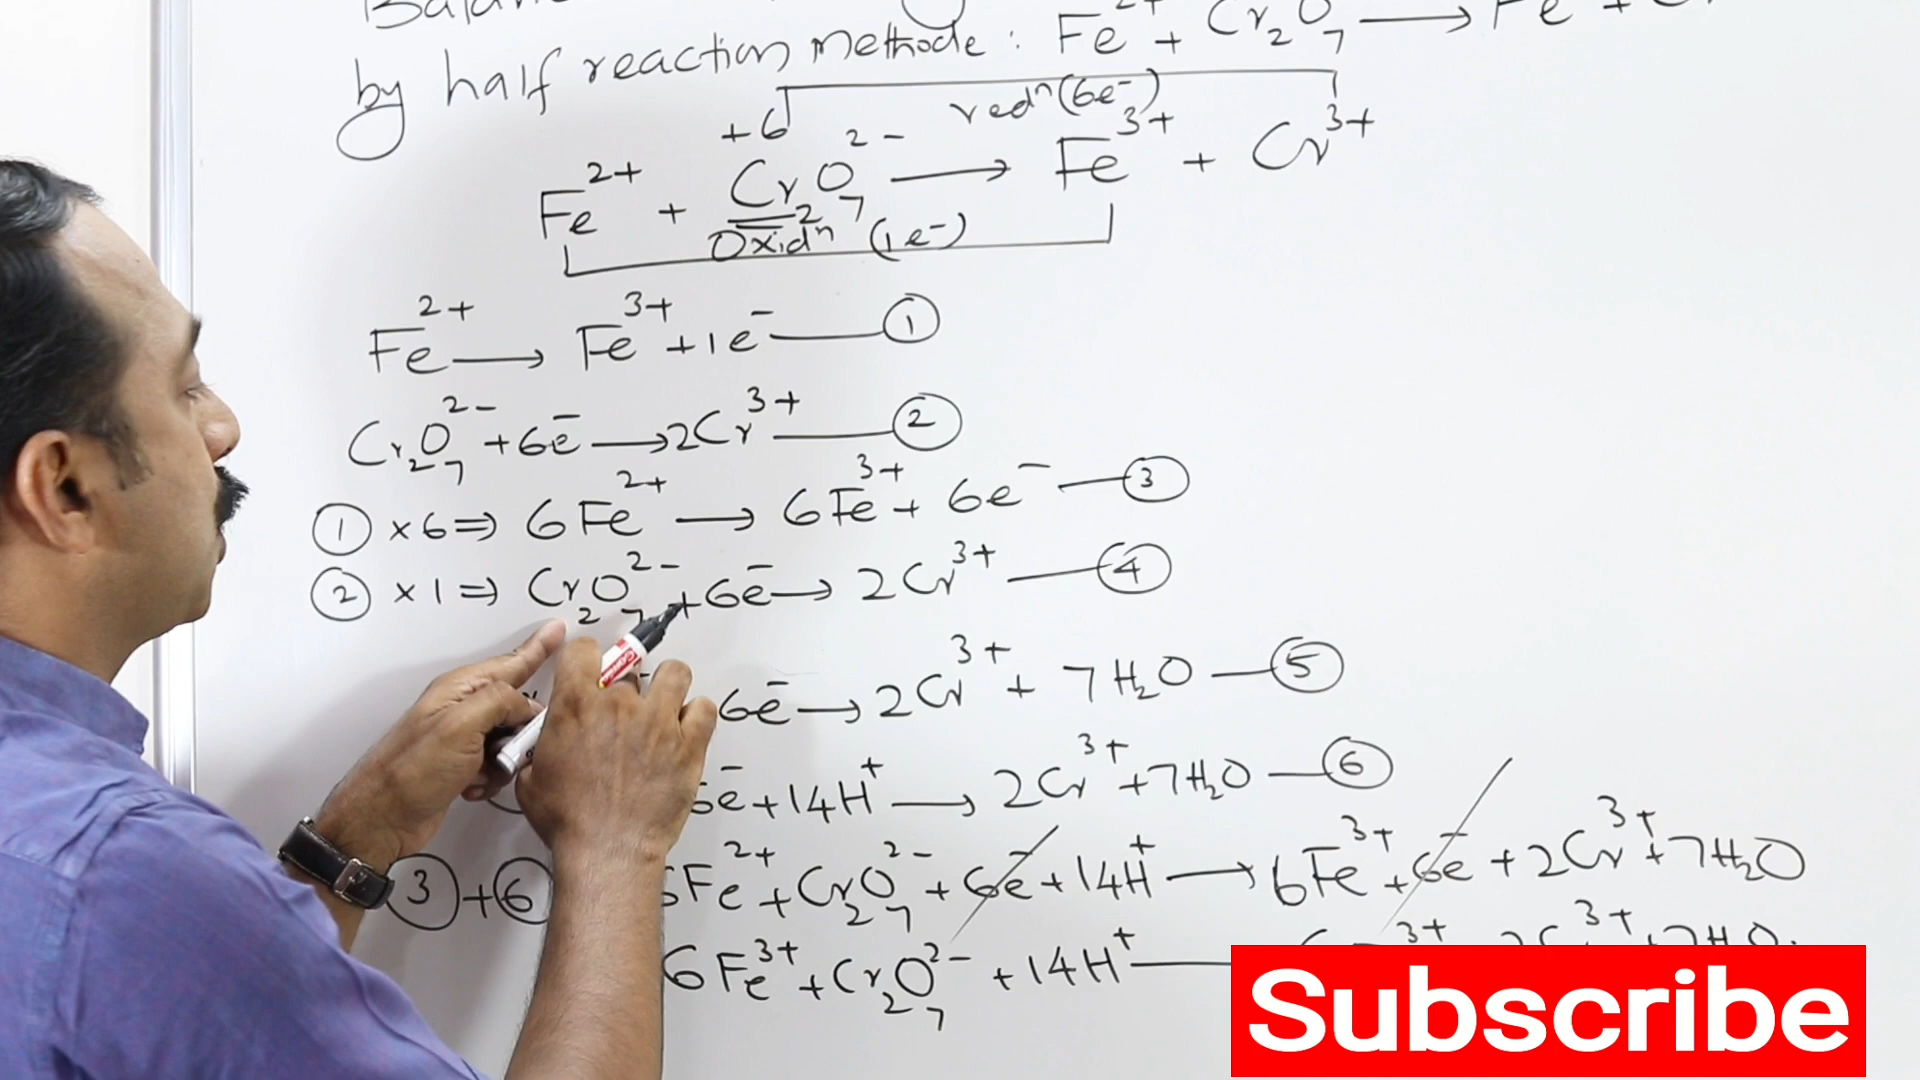 by half reaction methode : Fe²⁺ + Cr₂O₇ → Fe +
redⁿ (6e⁻)
+6
Fe²⁺ + Cr₂O₇²⁻ → Fe³⁺ + Cr³⁺
Oxidⁿ (1e⁻)
Fe²⁺ → Fe³⁺ + 1e⁻ — ①
Cr₂O₇²⁻ + 6e⁻ → 2Cr³⁺ — ②
① × 6 ⇒ 6Fe²⁺ → 6Fe³⁺ + 6e⁻ — ③
② × 1 ⇒ Cr₂O₇²⁻ + 6e⁻ → 2Cr³⁺ — ④
6e⁻ → 2Cr³⁺ + 7H₂O — ⑤
6e⁻ + 14H⁺ → 2Cr³⁺ + 7H₂O — ⑥
③ + ⑥ 6Fe²⁺ + Cr₂O₇²⁻ + 6e⁻ + 14H⁺ → 6Fe³⁺ + 6e⁻ + 2Cr³⁺ + 7H₂O
6Fe³⁺ + Cr₂O₇²⁻ + 14H⁺ —
Subscribe